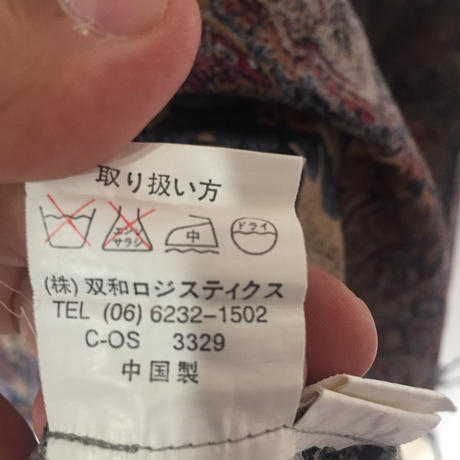 取り扱い方
エンソ
サラシ
中
ドライ
(株) 双和ロジスティクス
TEL (06) 6232-1502
C-OS 3329
中国製